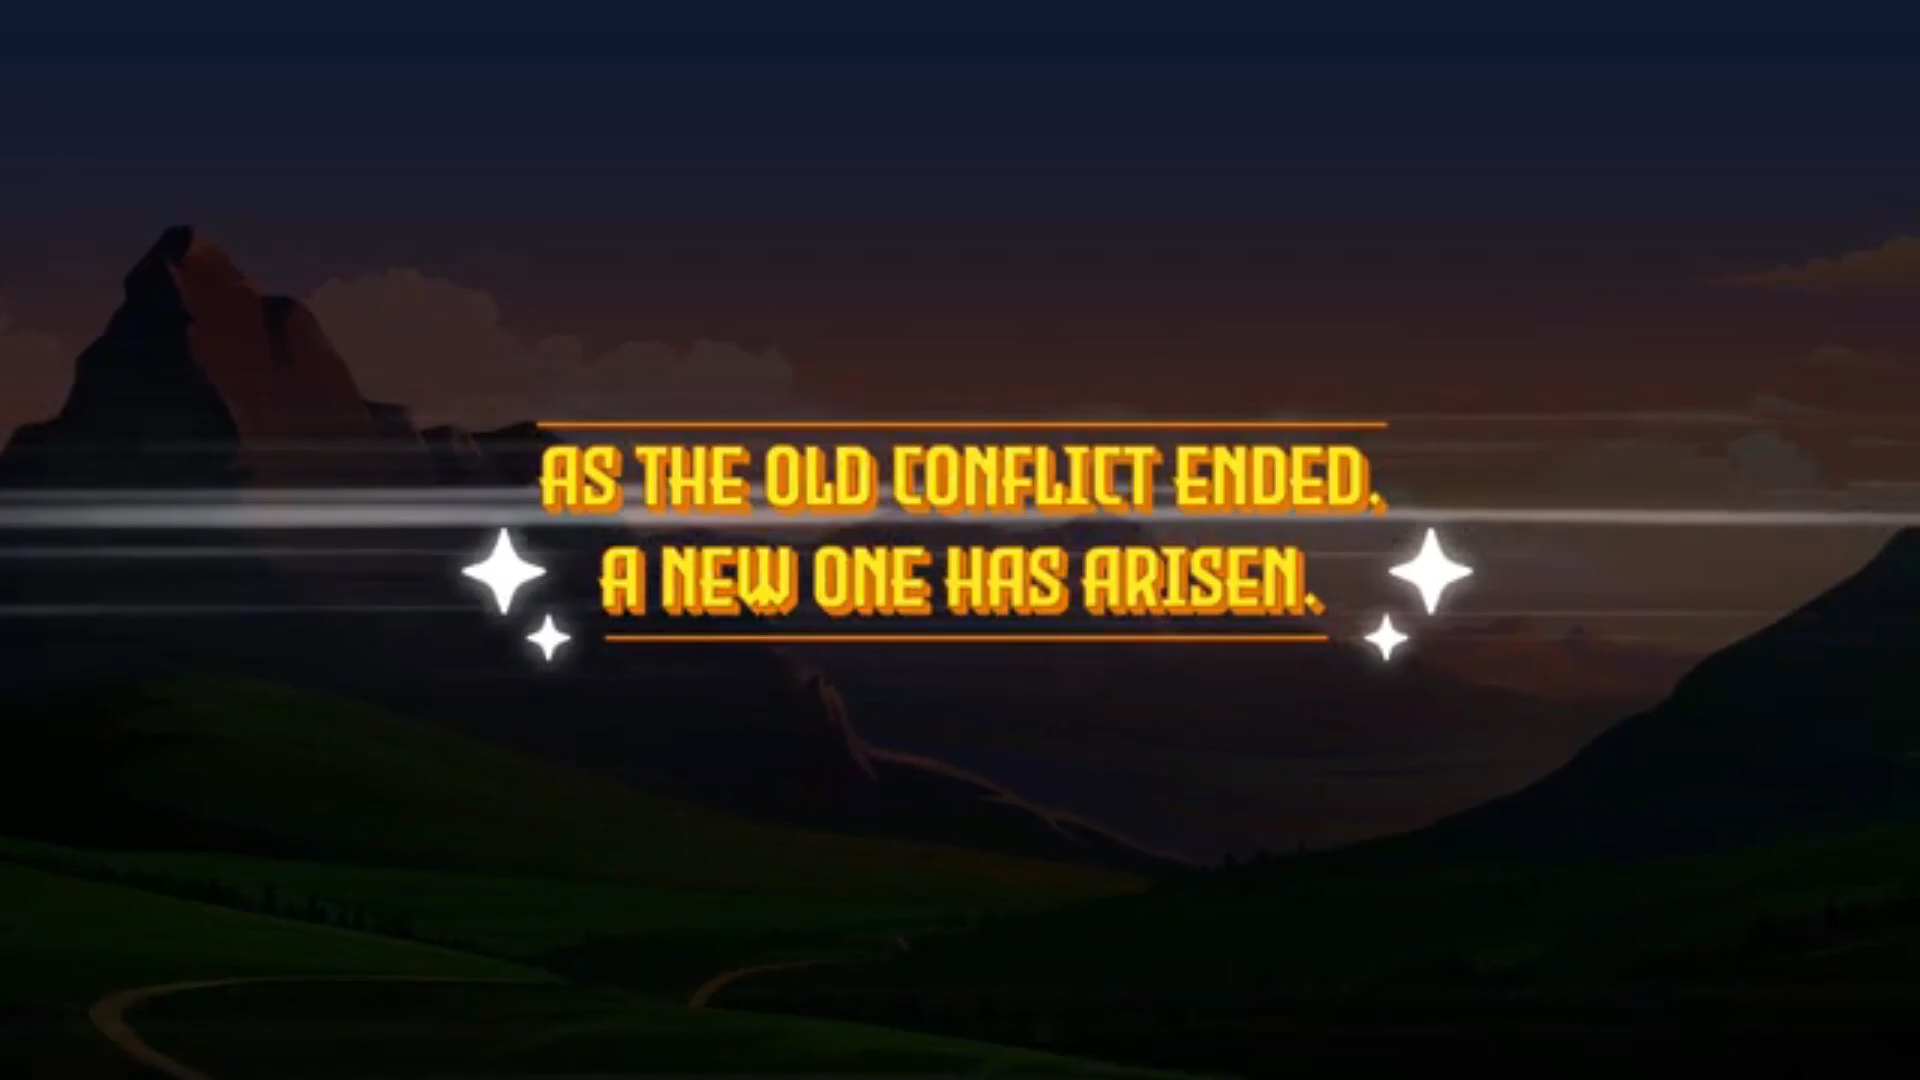 AS THE OLD CONFLICT ENDED,
A NEW ONE HAS ARISEN.